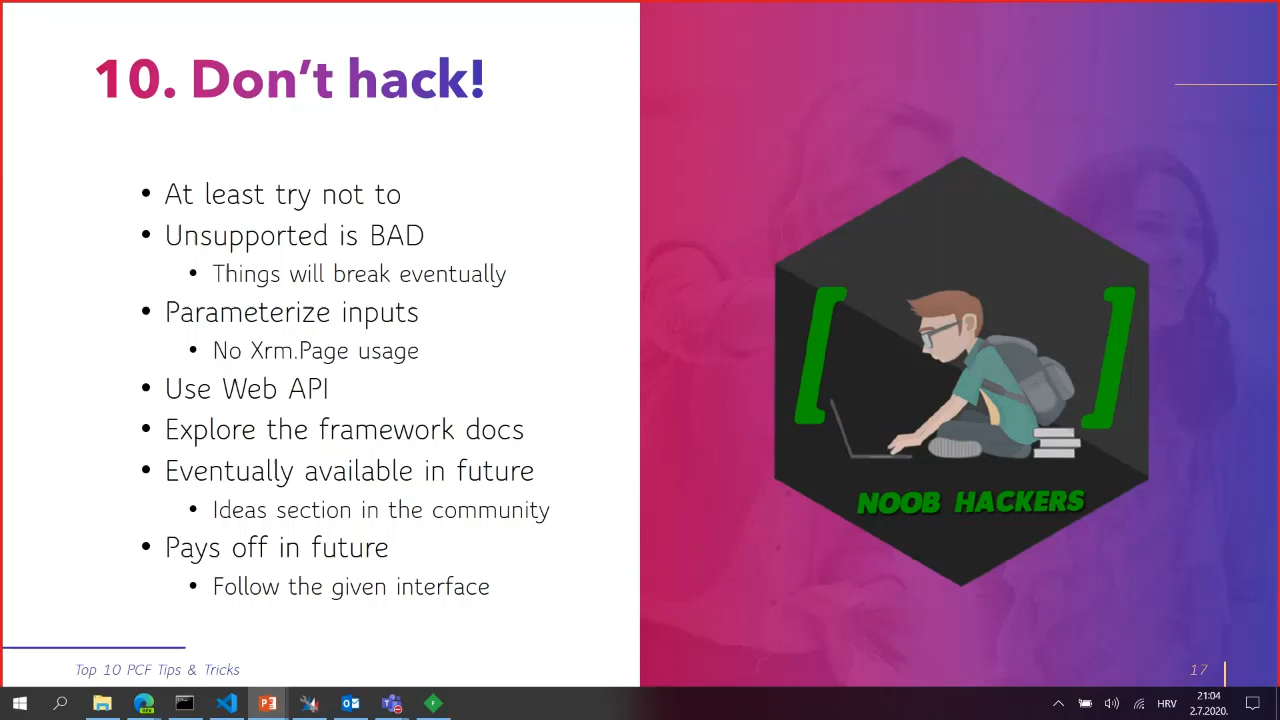 10. Don't hack!
• At least try not to
• Unsupported is BAD
• Things will break eventually
• Parameterize inputs
• No Xrm.Page usage
• Use Web API
• Explore the framework docs
• Eventually available in future
• Ideas section in the community
• Pays off in future
• Follow the given interface
[ ]
NOOB HACKERS
Top 10 PCF Tips & Tricks
17
DEV
HRV
21:04
2.7.2020.